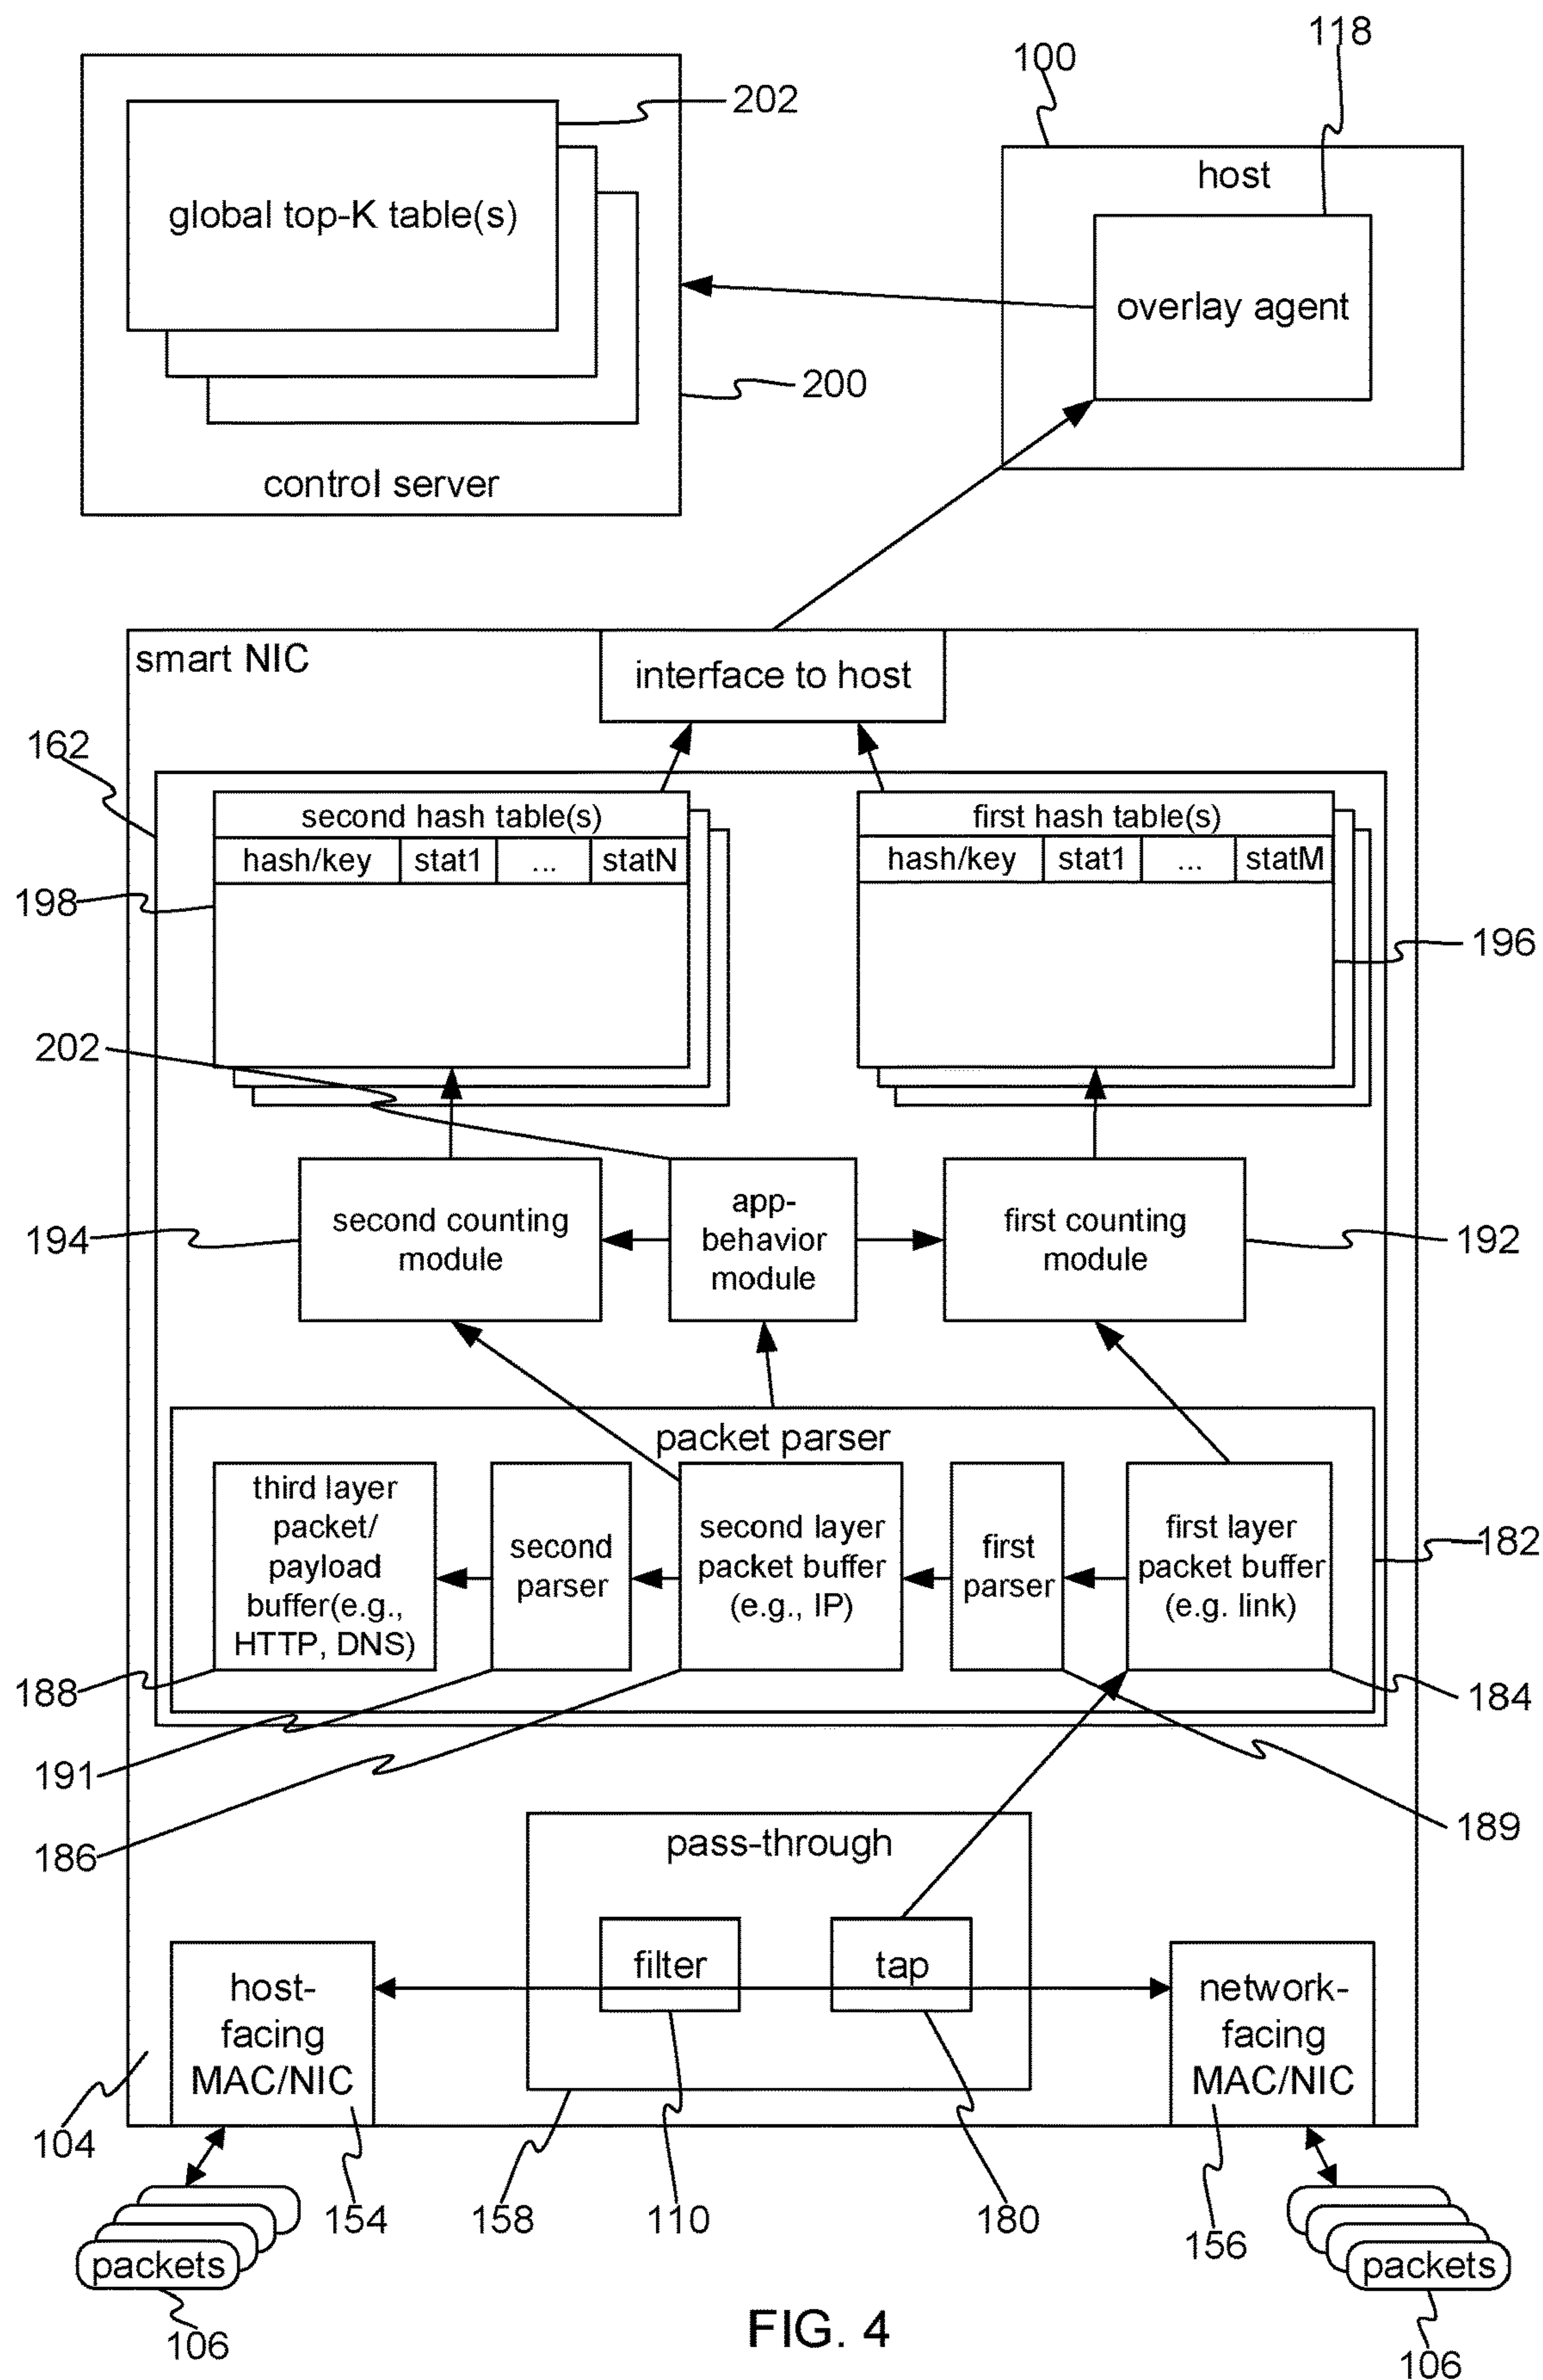 118
100
202
host
global top-K table(s)
overlay agent
200
control server
smart NIC
interface to host
162
second hash table(s)
hash/key
stat1
...
statN
first hash table(s)
hash/key
stat1
...
statM
198
196
202
second counting
module
app-
behavior
module
first counting
module
194
192
packet parser
third layer
packet/
payload
buffer(e.g.,
HTTP, DNS)
second
parser
second layer
packet buffer
(e.g., IP)
first
parser
first layer
packet buffer
(e.g. link)
182
188
184
191
186
189
pass-through
filter
tap
host-
facing
MAC/NIC
network-
facing
MAC/NIC
104
154
158
110
180
156
packets
packets
106
106
FIG. 4